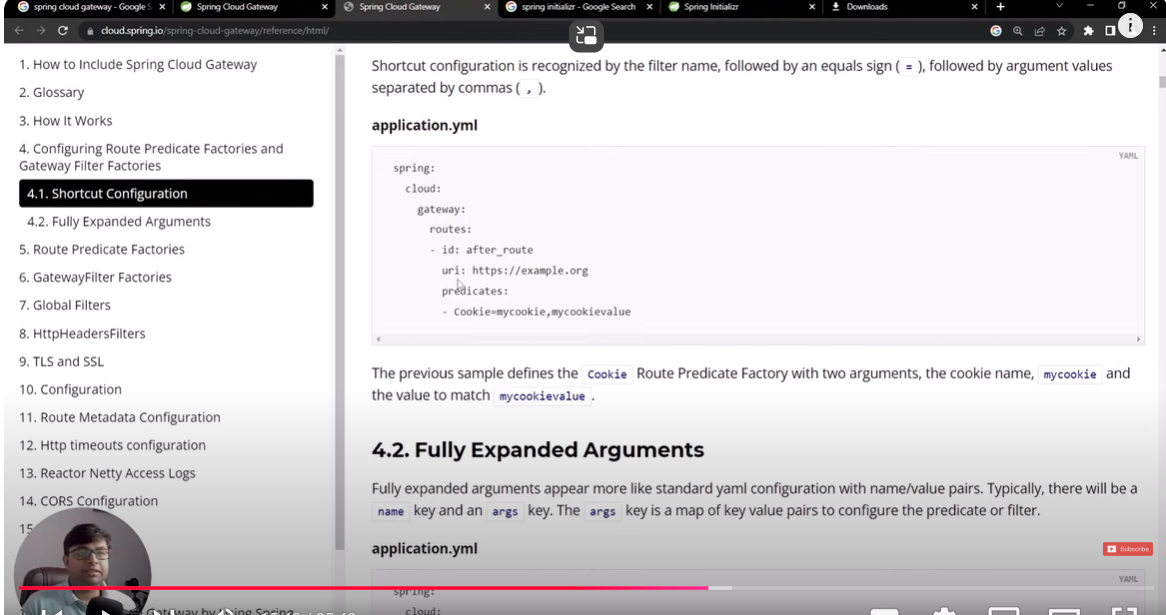 spring cloud gateway - Google S
Spring Cloud Gateway
Spring Cloud Gateway
spring initializr - Google Search
Spring Initializr
Downloads
cloud.spring.io/spring-cloud-gateway/reference/html/
1. How to Include Spring Cloud Gateway
2. Glossary
3. How It Works
4. Configuring Route Predicate Factories and
Gateway Filter Factories
4.1. Shortcut Configuration
4.2. Fully Expanded Arguments
5. Route Predicate Factories
6. GatewayFilter Factories
7. Global Filters
8. HttpHeadersFilters
9. TLS and SSL
10. Configuration
11. Route Metadata Configuration
12. Http timeouts configuration
13. Reactor Netty Access Logs
14. CORS Configuration
15
Shortcut configuration is recognized by the filter name, followed by an equals sign ( = ), followed by argument values
separated by commas ( , ).
application.yml
YAML
spring:
cloud:
gateway:
routes:
- id: after_route
uri: https://example.org
predicates:
- Cookie=mycookie,mycookievalue
The previous sample defines the Cookie Route Predicate Factory with two arguments, the cookie name, mycookie and
the value to match mycookievalue .
4.2. Fully Expanded Arguments
Fully expanded arguments appear more like standard yaml configuration with name/value pairs. Typically, there will be a
name key and an args key. The args key is a map of key value pairs to configure the predicate or filter.
application.yml
Subscribe
YAML
spring:
cloud: